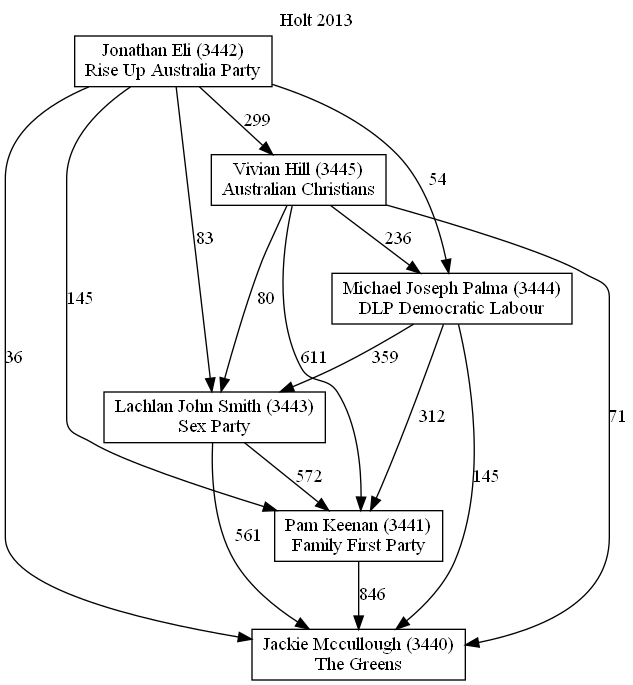 Holt 2013
Jonathan Eli (3442)
Rise Up Australia Party
299
Vivian Hill (3445)
Australian Christians
54
83
236
Michael Joseph Palma (3444)
DLP Democratic Labour
145
80
36
611
359
71
Lachlan John Smith (3443)
Sex Party
312
572
145
Pam Keenan (3441)
Family First Party
561
846
Jackie Mccullough (3440)
The Greens